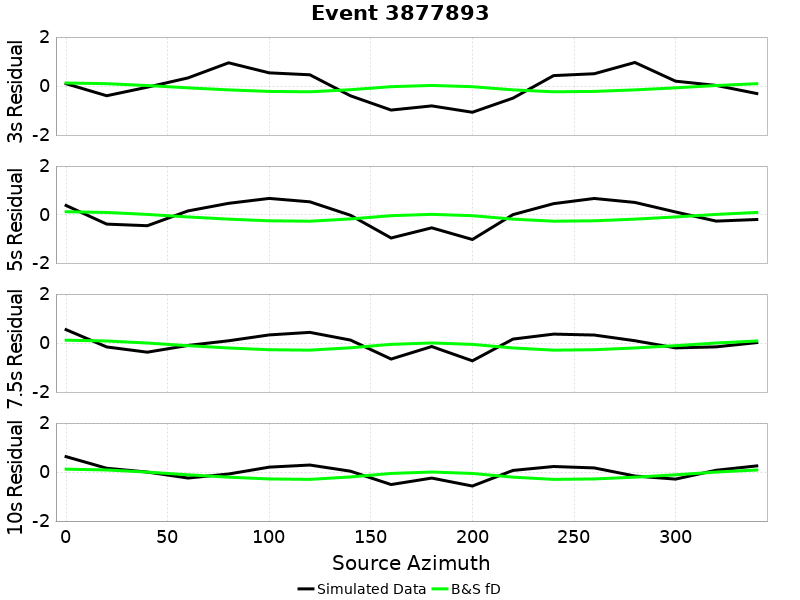 Event 3877893
3s Residual
2
0
-2
5s Residual
2
0
-2
7.5s Residual
2
0
-2
10s Residual
2
0
-2
0 50 100 150 200 250 300
Source Azimuth
Simulated Data B&S fD